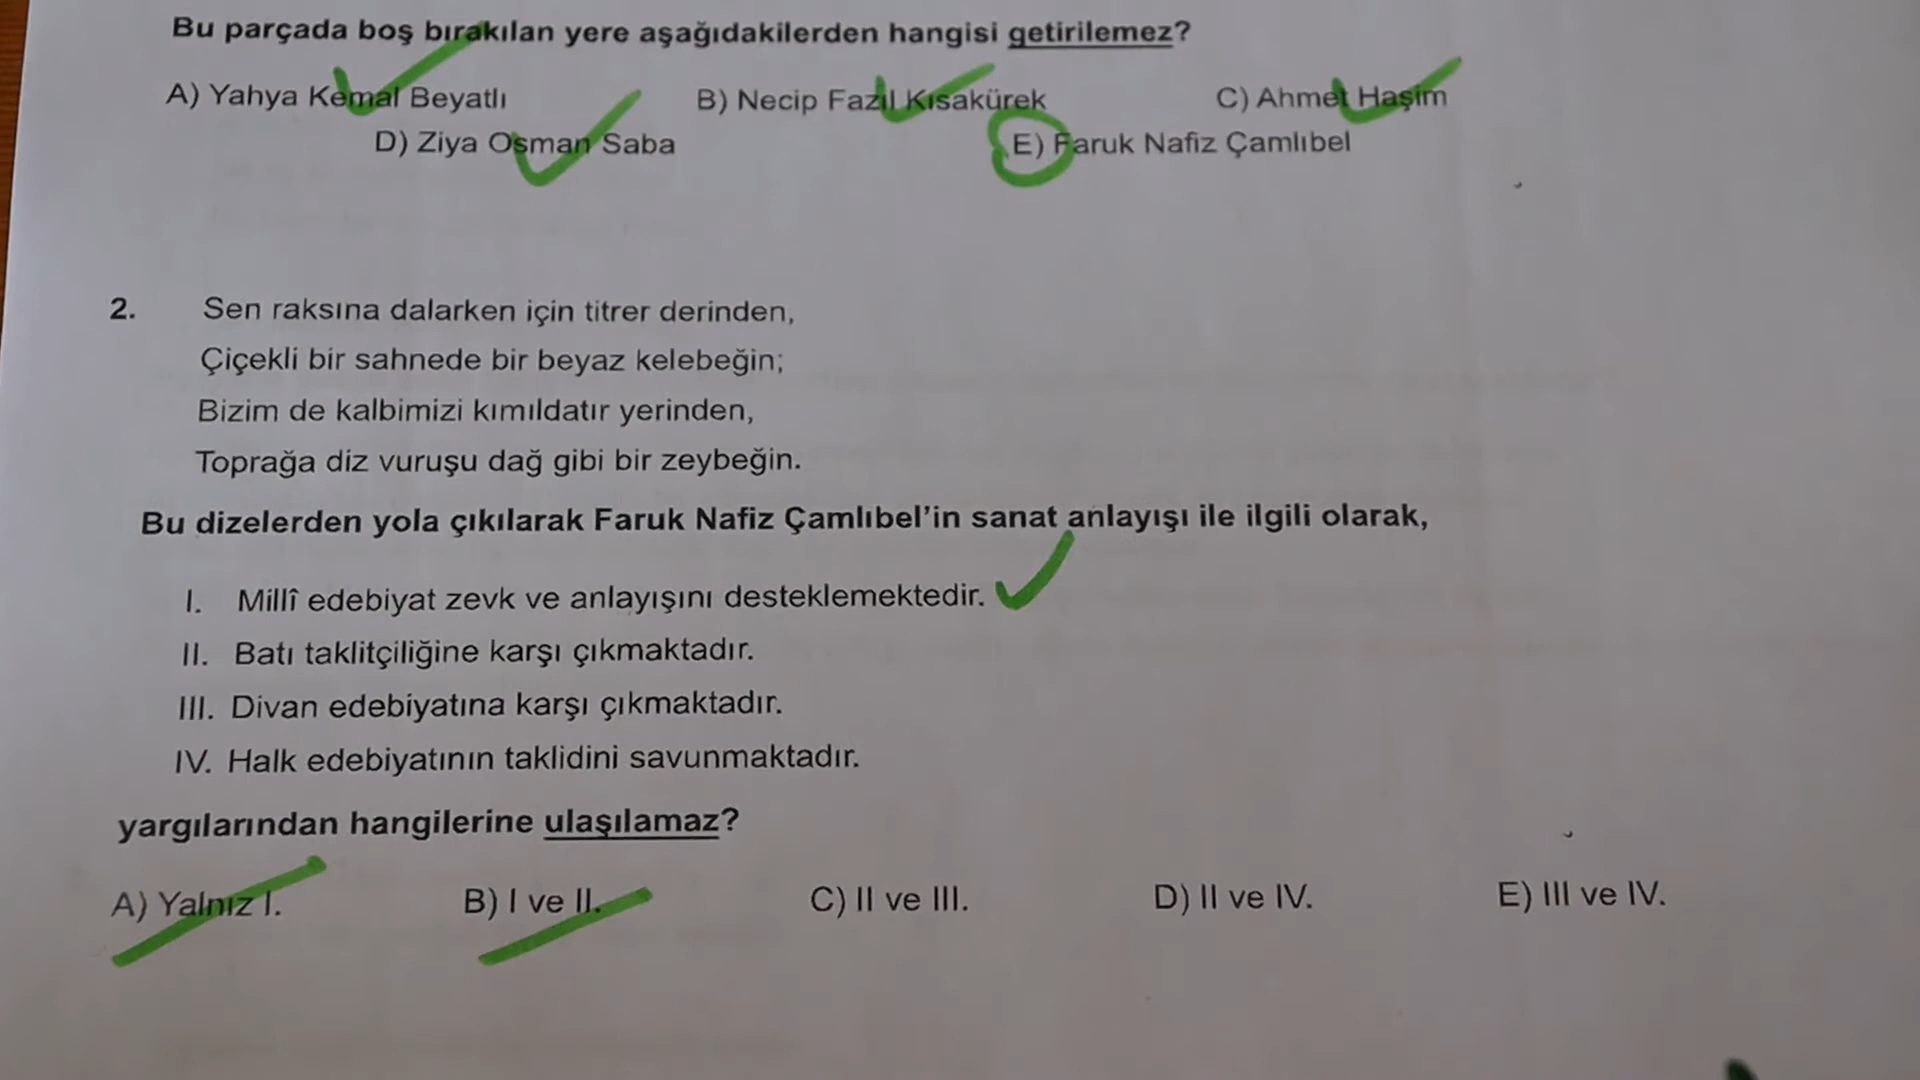 Bu parçada boş bırakılan yere aşağıdakilerden hangisi getirilemez?
A) Yahya Kemal Beyatlı B) Necip Fazıl Kısakürek C) Ahmet Haşim
D) Ziya Osman Saba E) Faruk Nafiz Çamlıbel
2. Sen raksına dalarken için titrer derinden,
Çiçekli bir sahnede bir beyaz kelebeğin;
Bizim de kalbimizi kımıldatır yerinden,
Toprağa diz vuruşu dağ gibi bir zeybeğin.
Bu dizelerden yola çıkılarak Faruk Nafiz Çamlıbel’in sanat anlayışı ile ilgili olarak,
I. Millî edebiyat zevk ve anlayışını desteklemektedir.
II. Batı taklitçiliğine karşı çıkmaktadır.
III. Divan edebiyatına karşı çıkmaktadır.
IV. Halk edebiyatının taklidini savunmaktadır.
yargılarından hangilerine ulaşılamaz?
A) Yalnız I. B) I ve II. C) II ve III. D) II ve IV. E) III ve IV.